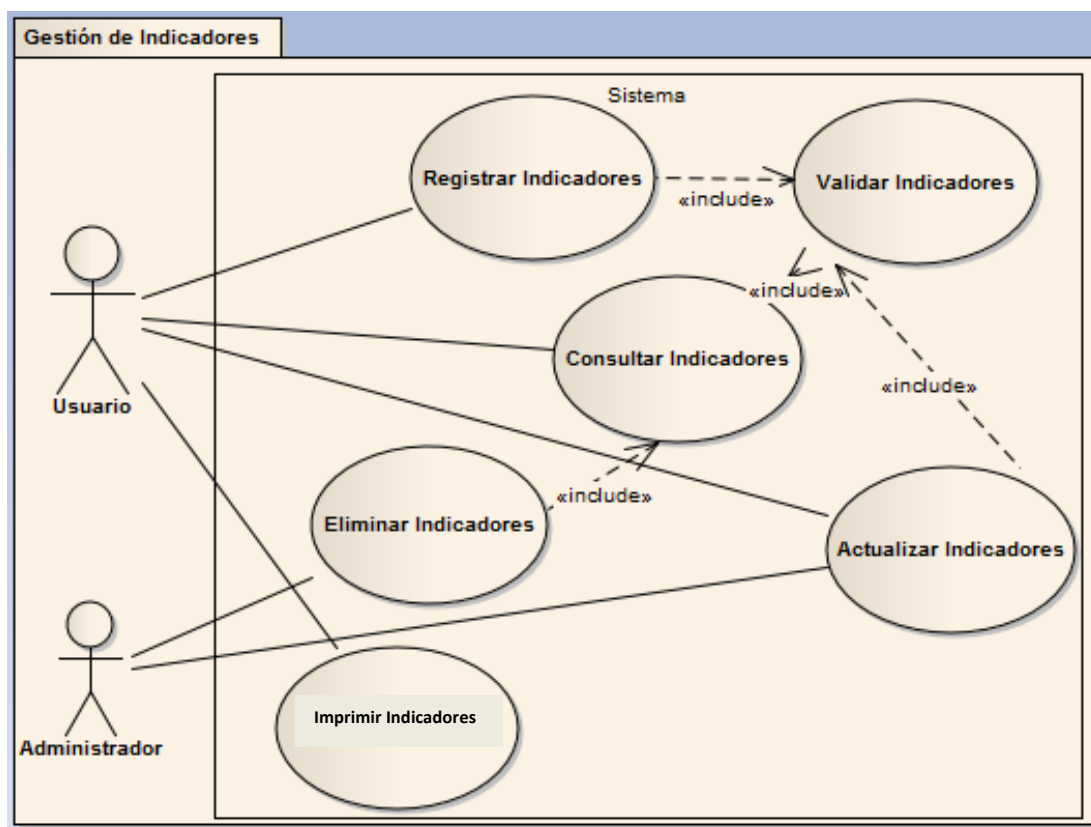 Gestión de Indicadores
Sistema
Registrar Indicadores
«include»
Validar Indicadores
«include»
Consultar Indicadores
«include»
Usuario
«include»
Eliminar Indicadores
Actualizar Indicadores
Imprimir Indicadores
Administrador